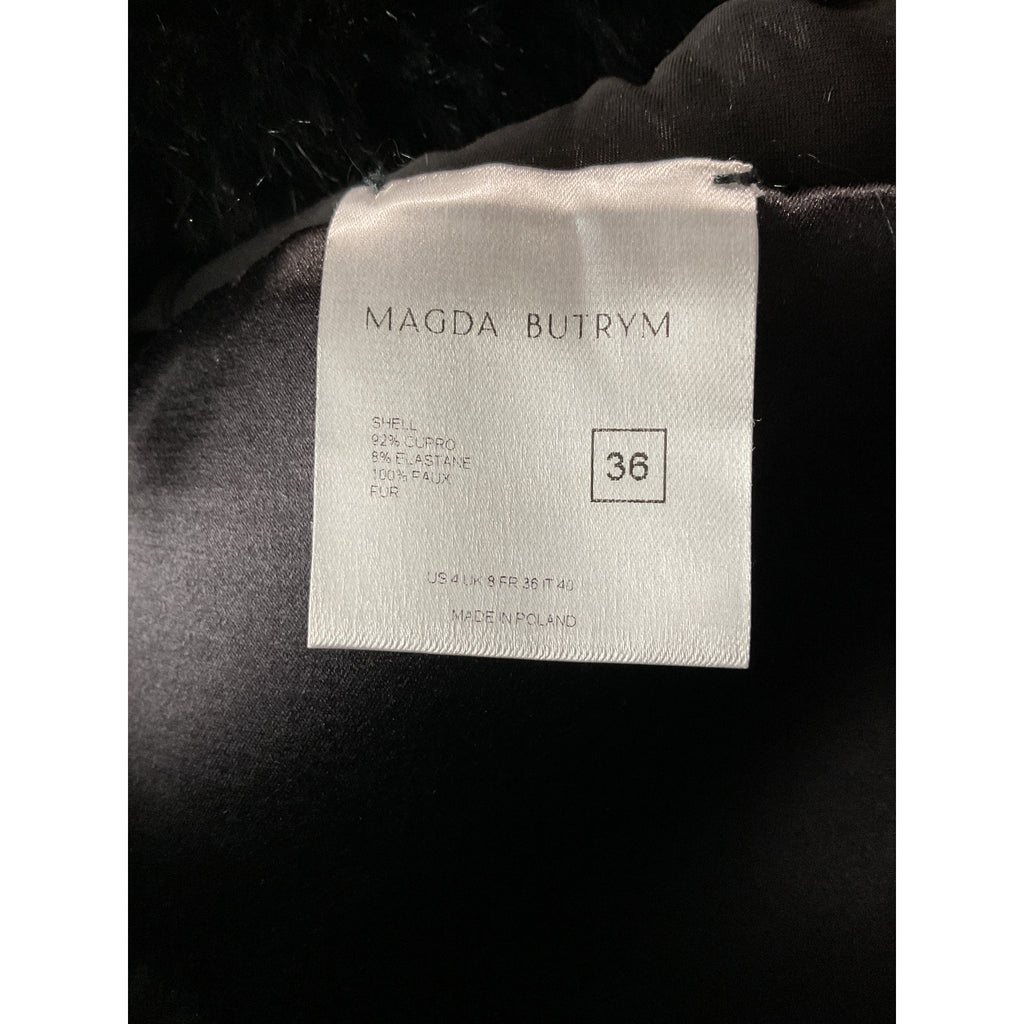 MAGDA BUTRYM
SHELL
92% CUPRO
8% ELASTANE
100% FAUX
FUR
36
US 4 UK 8 FR 36 IT 40
MADE IN POLAND